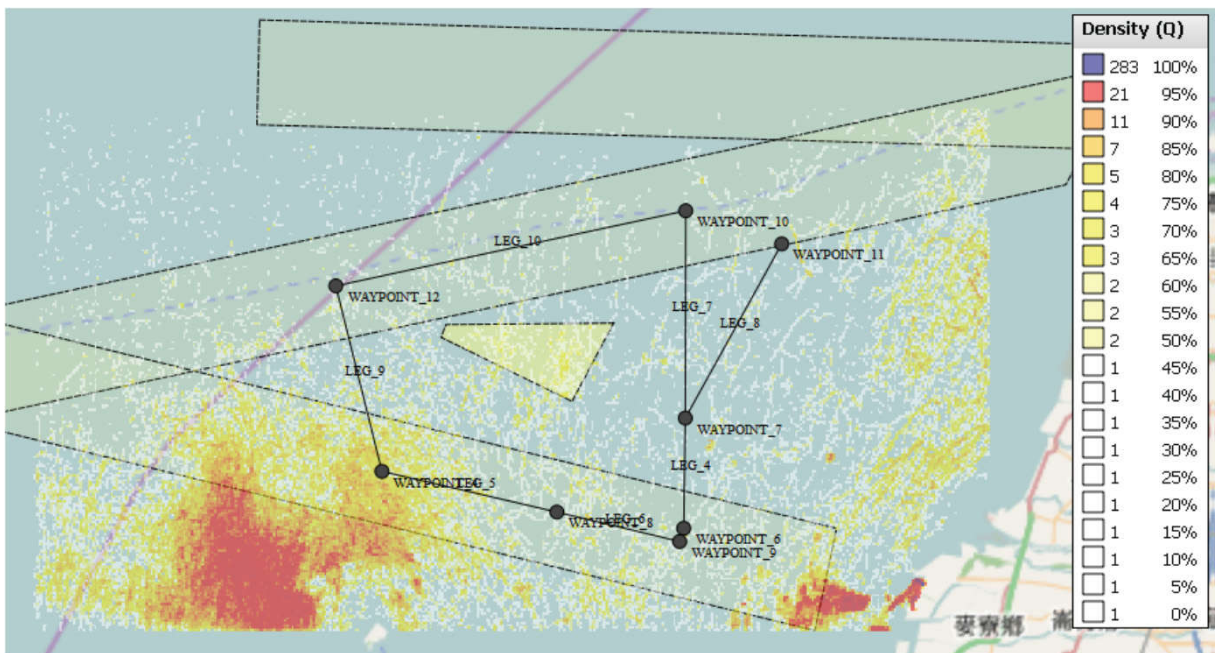 Density (Q)
283 100%
21 95%
11 90%
7 85%
5 80%
4 75%
3 70%
3 65%
2 60%
2 55%
2 50%
1 45%
1 40%
1 35%
1 30%
1 25%
1 20%
1 15%
1 10%
1 5%
1 0%
WAYPOINT_10
LEG_10
WAYPOINT_11
WAYPOINT_12
LEG_7
LEG_8
LEG_9
WAYPOINT_7
LEG_4
LEG_5
WAYPOINT_8
LEG_6
WAYPOINT_6
WAYPOINT_9
麥寮鄉